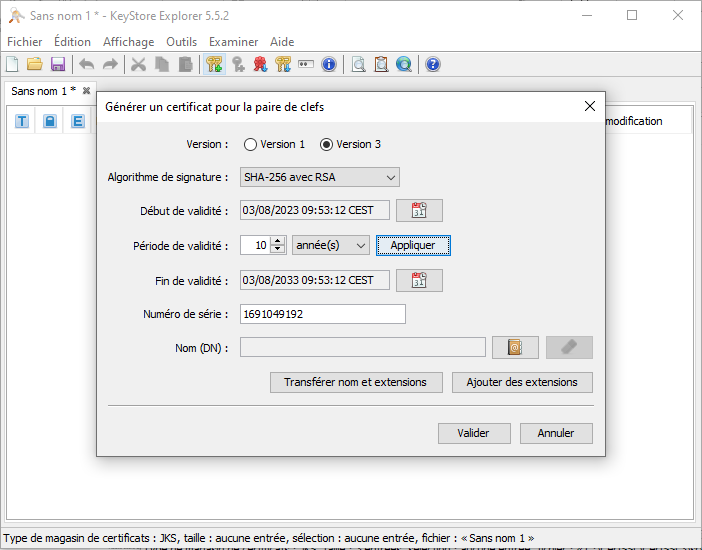 Sans nom 1 * - KeyStore Explorer 5.5.2
Fichier Édition Affichage Outils Examiner Aide
Sans nom 1 *
T E modification
Générer un certificat pour la paire de clefs
Version : Version 1 Version 3
Algorithme de signature : SHA-256 avec RSA
Début de validité : 03/08/2023 09:53:12 CEST
Période de validité : 10 année(s) Appliquer
Fin de validité : 03/08/2033 09:53:12 CEST
Numéro de série : 1691049192
Nom (DN) :
Transférer nom et extensions Ajouter des extensions
Valider Annuler
Type de magasin de certificats : JKS, taille : aucune entrée, sélection : aucune entrée, fichier : « Sans nom 1 »